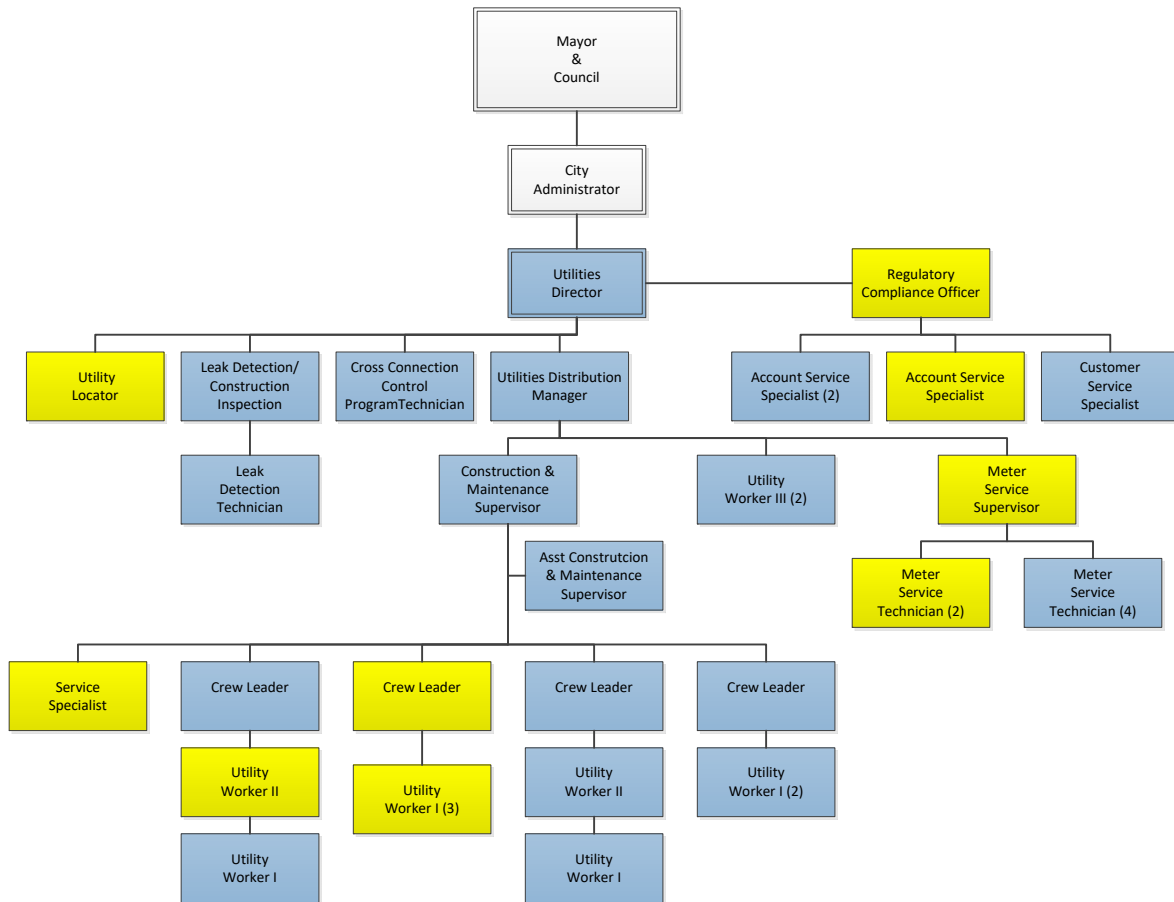 Mayor
&
Council
City
Administrator
Utilities
Director
Regulatory
Compliance Officer
Utility
Locator
Leak Detection/
Construction
Inspection
Cross Connection
Control
ProgramTechnician
Utilities Distribution
Manager
Account Service
Specialist (2)
Account Service
Specialist
Customer
Service
Specialist
Leak
Detection
Technician
Construction &
Maintenance
Supervisor
Utility
Worker III (2)
Meter
Service
Supervisor
Asst Construtcion
& Maintenance
Supervisor
Meter
Service
Technician (2)
Meter
Service
Technician (4)
Service
Specialist
Crew Leader
Crew Leader
Crew Leader
Crew Leader
Utility
Worker II
Utility
Worker I (3)
Utility
Worker II
Utility
Worker I (2)
Utility
Worker I
Utility
Worker I